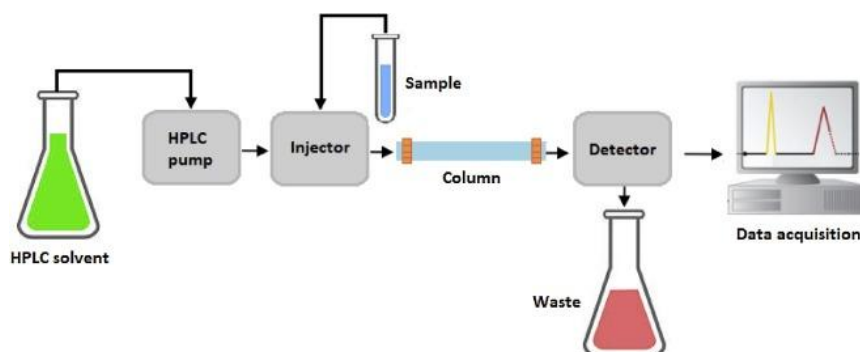 Sample
HPLC
pump
Injector
Detector
Column
Data acquisition
HPLC solvent
Waste